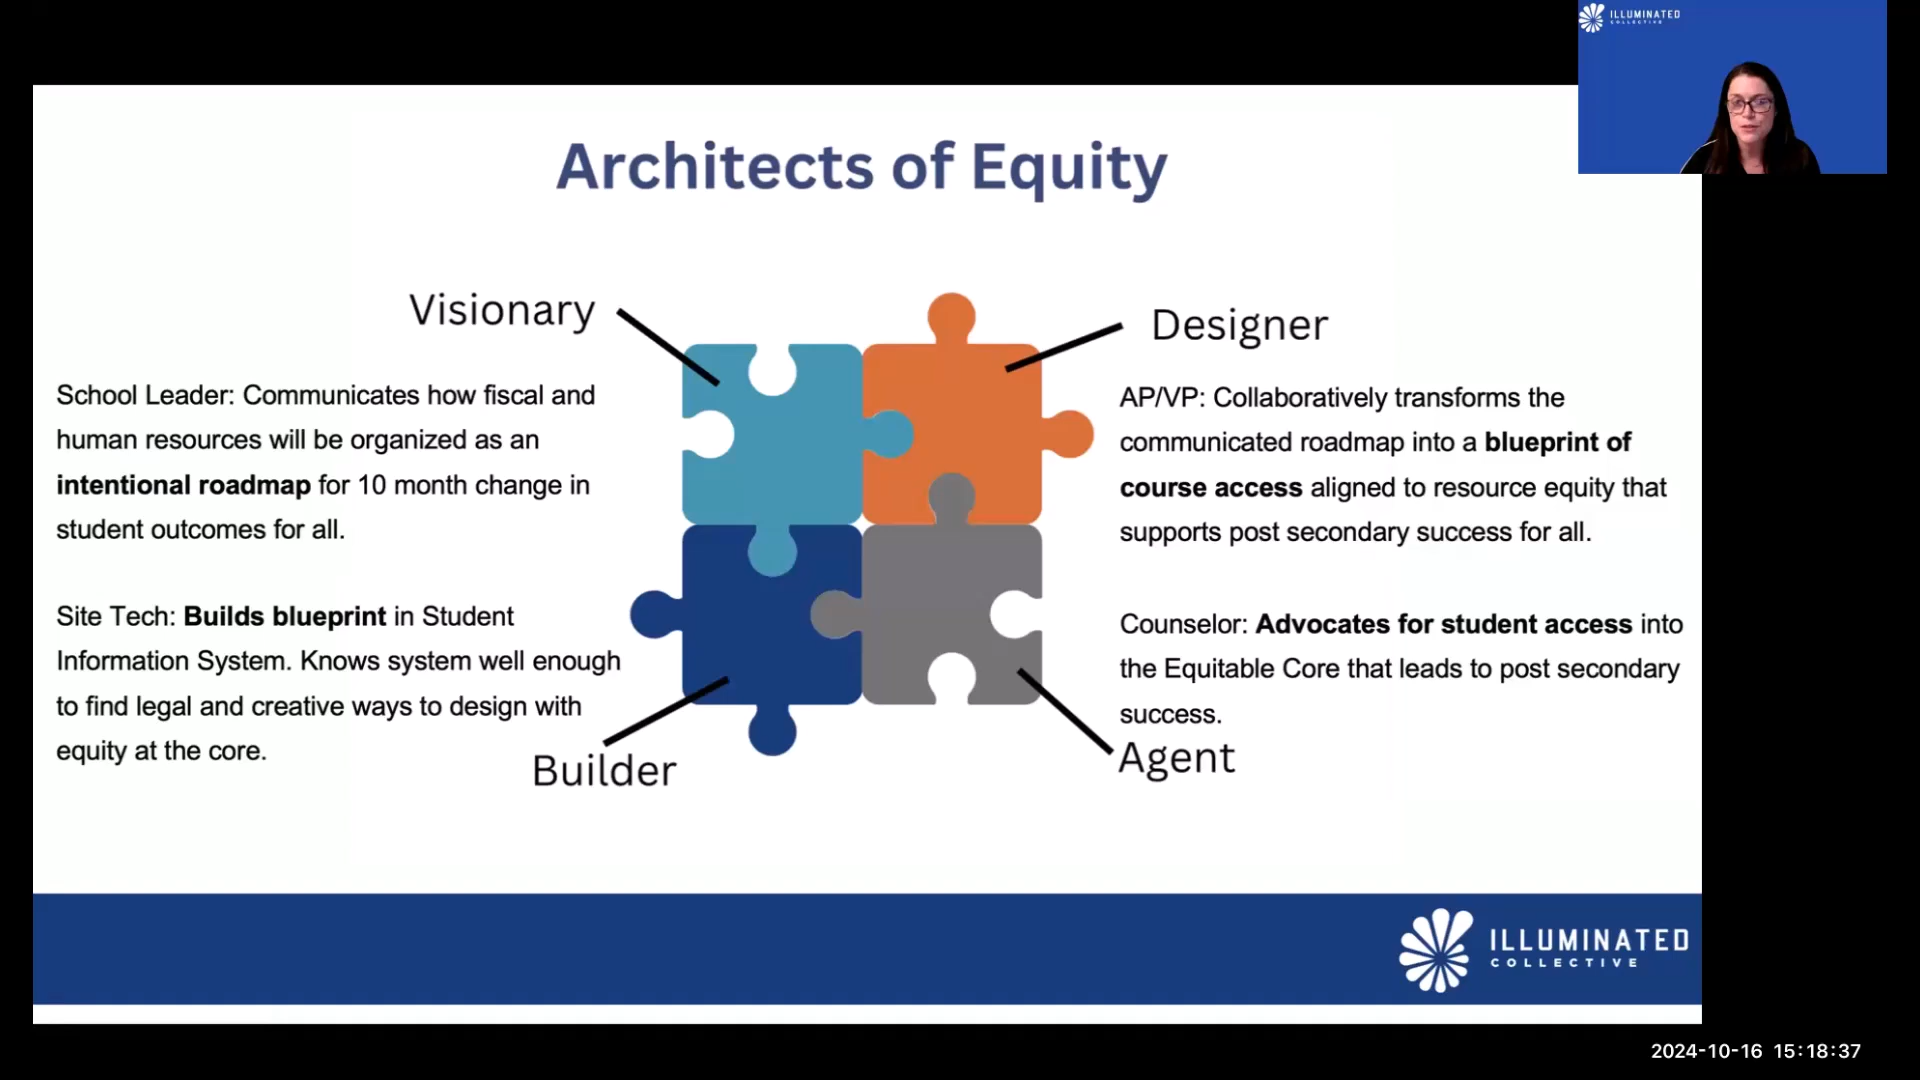 ILLUMINATED
COLLECTIVE
Architects of Equity
Visionary
School Leader: Communicates how fiscal and
human resources will be organized as an
intentional roadmap for 10 month change in
student outcomes for all.
Designer
AP/VP: Collaboratively transforms the
communicated roadmap into a blueprint of
course access aligned to resource equity that
supports post secondary success for all.
Site Tech: Builds blueprint in Student
Information System. Knows system well enough
to find legal and creative ways to design with
equity at the core.
Builder
Counselor: Advocates for student access into
the Equitable Core that leads to post secondary
success.
Agent
ILLUMINATED
COLLECTIVE
2024-10-16 15:18:37